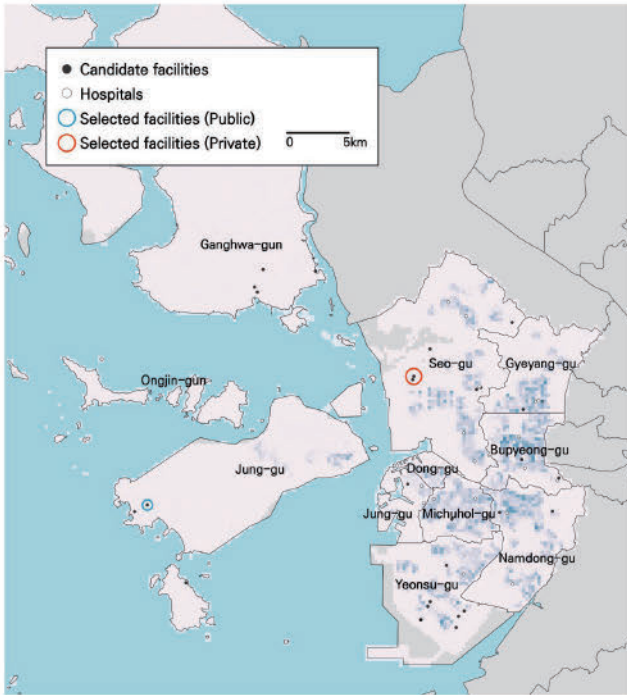 Candidate facilities
Hospitals
Selected facilities (Public)
Selected facilities (Private)
0 5km
Ganghwa-gun
Seo-gu
Gyeyang-gu
Ongjin-gun
Bupyeong-gu
Jung-gu
Dong-gu
Jung-gu
Michuhol-gu
Namdong-gu
Yeonsu-gu